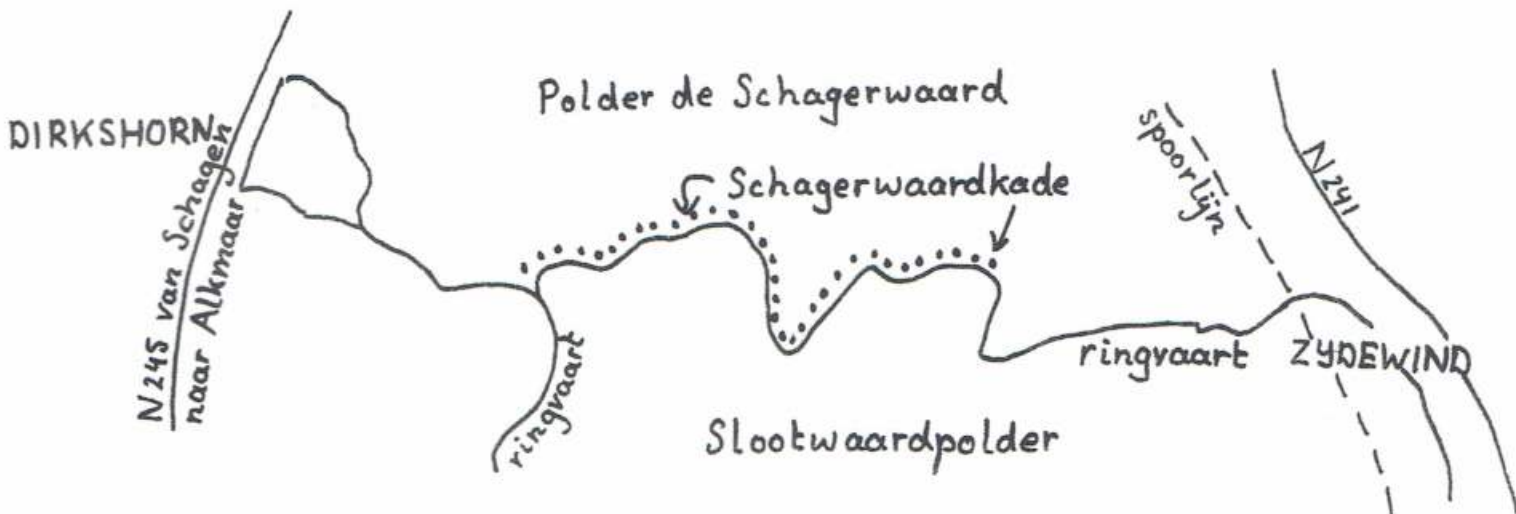 Polder de Schagerwaard
DIRKSHORN
N245 van Schagen
naar Alkmaar
Schagerwaardkade
spoorlijn
N241
ringvaart
ringvaart
ZYDEWIND
Slootwaardpolder